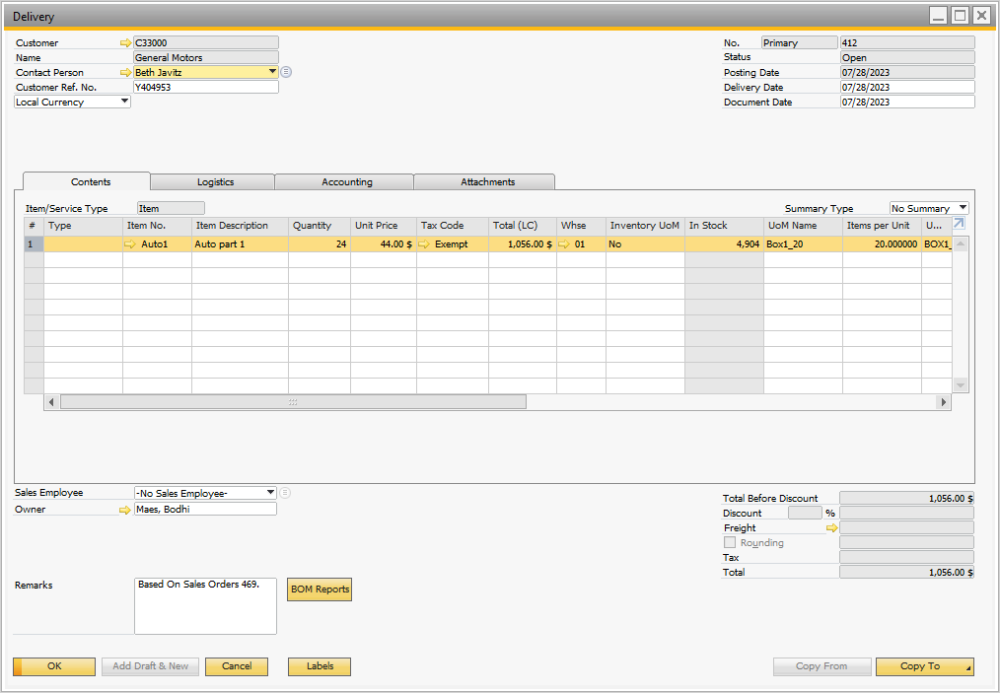 Delivery
Customer C33000
Name General Motors
Contact Person Beth Javitz
Customer Ref. No. Y404953
Local Currency
No. Primary 412
Status Open
Posting Date 07/28/2023
Delivery Date 07/28/2023
Document Date 07/28/2023
Contents Logistics Accounting Attachments
Item/Service Type Item Summary Type No Summary
# Type Item No. Item Description Quantity Unit Price Tax Code Total (LC) Whse Inventory UoM In Stock UoM Name Items per Unit U...
1 Auto1 Auto part 1 24 44.00 $ Exempt 1,056.00 $ 01 No 4,904 Box1_20 20.000000 BOX1_
Sales Employee -No Sales Employee-
Owner Maes, Bodhi
Total Before Discount 1,056.00 $
Discount %
Freight
Rounding
Tax
Total 1,056.00 $
Remarks Based On Sales Orders 469.
BOM Reports
OK Add Draft & New Cancel Labels Copy From Copy To